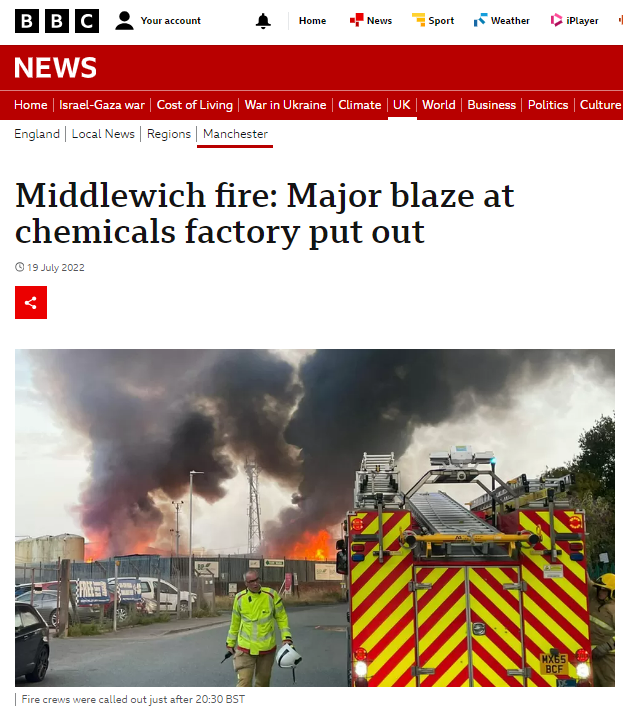 BBC Your account Home News Sport Weather iPlayer
NEWS
Home Israel-Gaza war Cost of Living War in Ukraine Climate UK World Business Politics Culture
England Local News Regions Manchester
Middlewich fire: Major blaze at
chemicals factory put out
19 July 2022
FREE
MX65
BCF
Fire crews were called out just after 20:30 BST